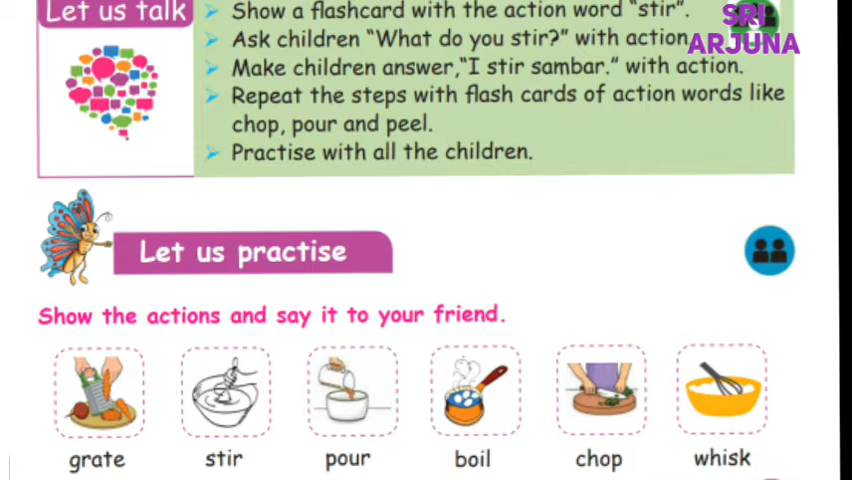 Let us talk
Show a flashcard with the action word "stir".
Ask children "What do you stir?" with action
Make children answer,"I stir sambar." with action.
Repeat the steps with flash cards of action words like
chop, pour and peel.
Practise with all the children.
SRI
ARJUNA
Let us practise
Show the actions and say it to your friend.
grate stir pour boil chop whisk